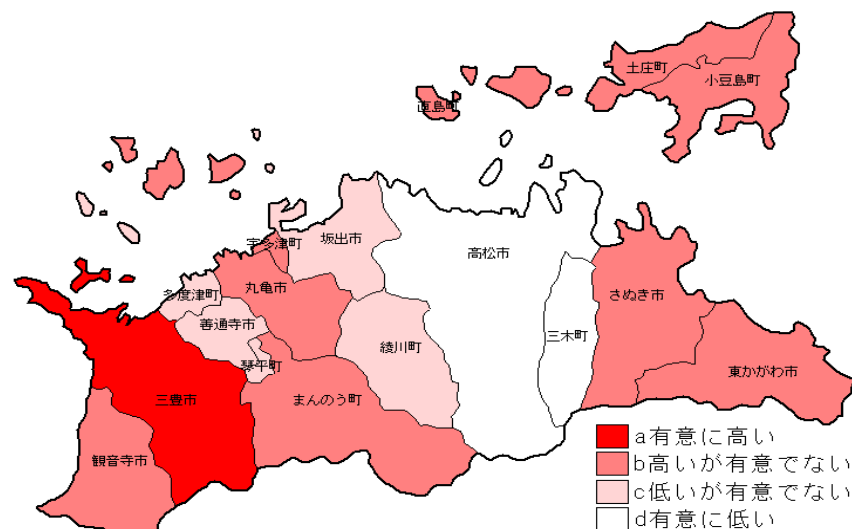 土庄町
小豆島町
直島町
宇多津町
坂出市
高松市
多度津町
丸亀市
さぬき市
善通寺市
三木町
綾川町
琴平町
東かがわ市
三豊市
まんのう町
観音寺市
a有意に高い
b高いが有意でない
c低いが有意でない
d有意に低い